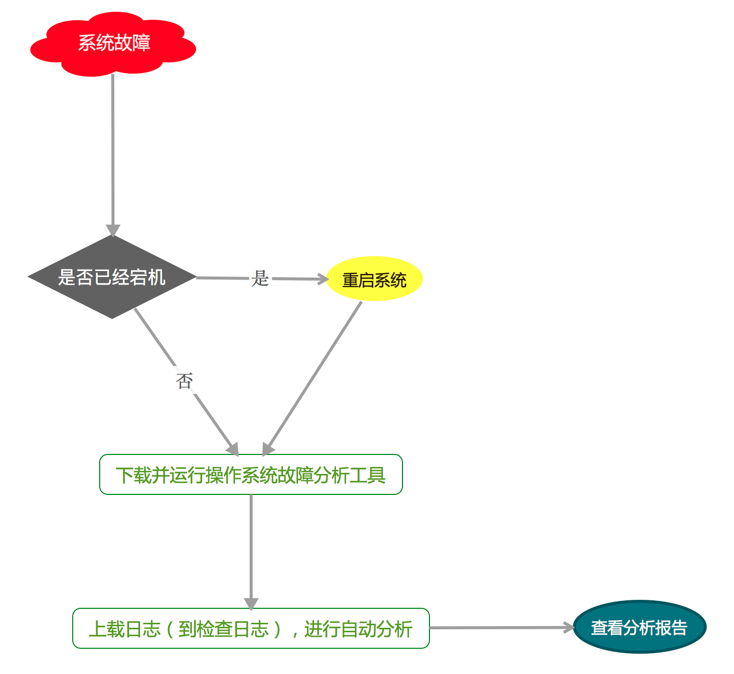 系统故障
是否已经宕机
是
重启系统
否
下载并运行操作系统故障分析工具
上载日志（到检查日志），进行自动分析
查看分析报告